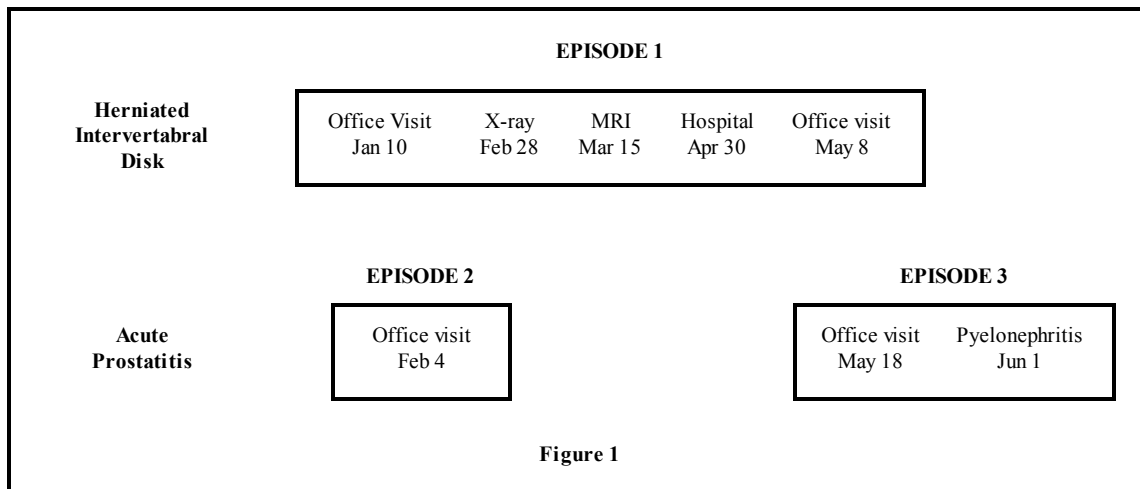 EPISODE 1
Herniated
Intervertabral
Disk
Office Visit X-ray MRI Hospital Office visit
Jan 10 Feb 28 Mar 15 Apr 30 May 8
EPISODE 2 EPISODE 3
Acute
Prostatitis
Office visit Office visit Pyelonephritis
Feb 4 May 18 Jun 1
Figure 1